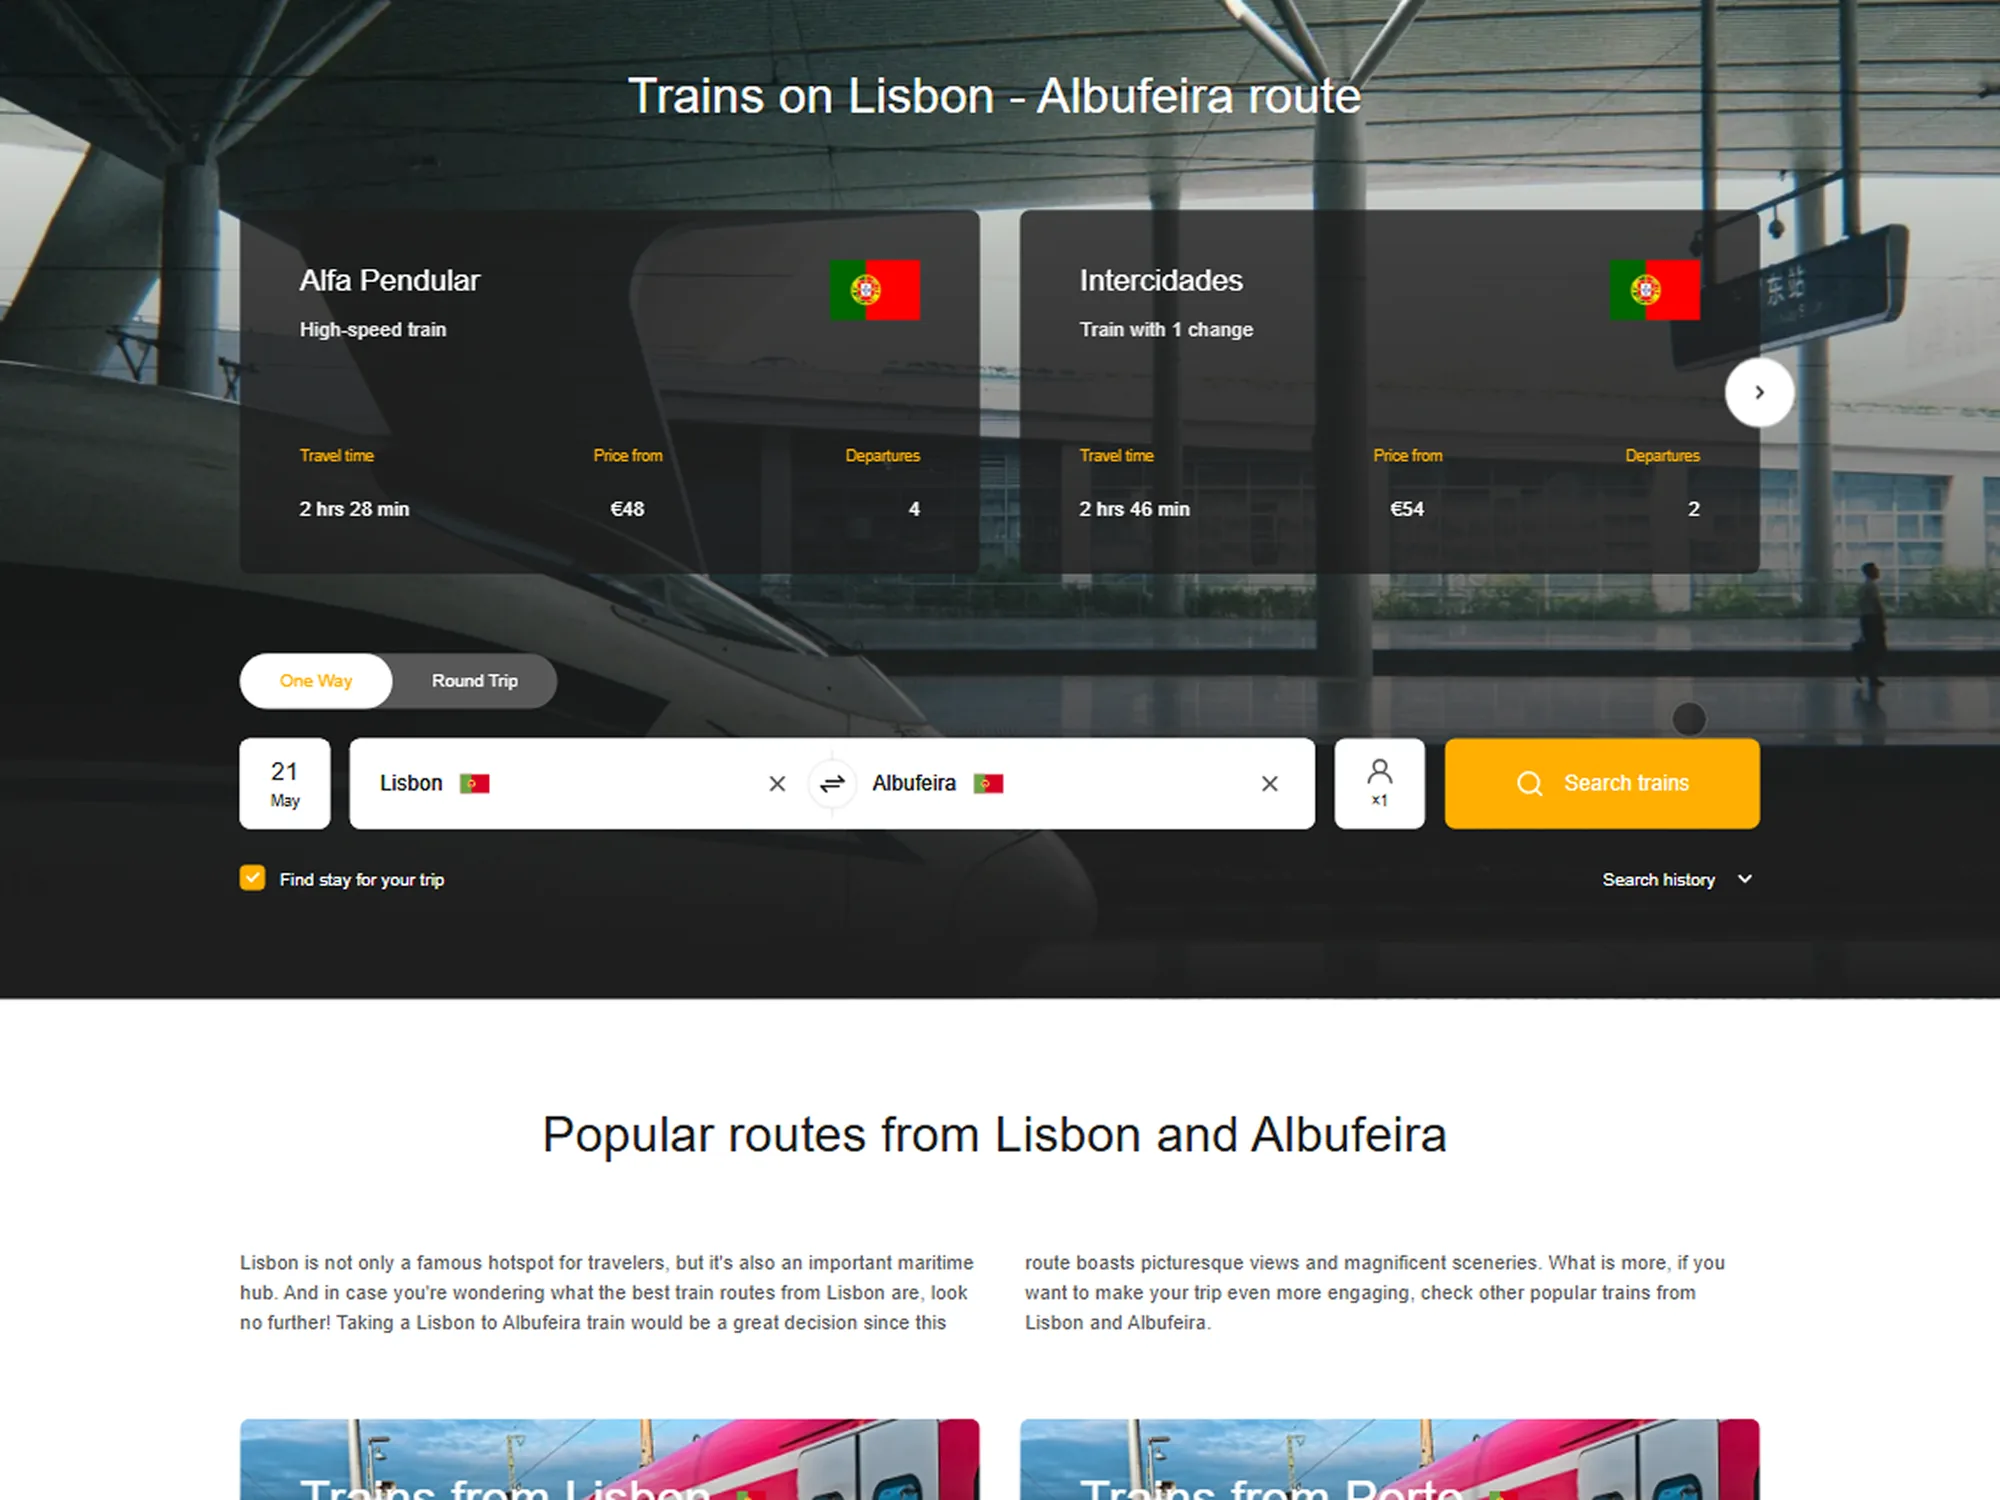 Trains on Lisbon - Albufeira route
Alfa Pendular
High-speed train
Travel time Price from Departures
2 hrs 28 min €48 4
Intercidades
Train with 1 change
Travel time Price from Departures
2 hrs 46 min €54 2
One Way Round Trip
21
May
Lisbon
Albufeira
x1
Search trains
Find stay for your trip
Search history
Popular routes from Lisbon and Albufeira
Lisbon is not only a famous hotspot for travelers, but it's also an important maritime
hub. And in case you're wondering what the best train routes from Lisbon are, look
no further! Taking a Lisbon to Albufeira train would be a great decision since this
route boasts picturesque views and magnificent sceneries. What is more, if you
want to make your trip even more engaging, check other popular trains from
Lisbon and Albufeira.
Trains from Lisbon
Trains from Porto